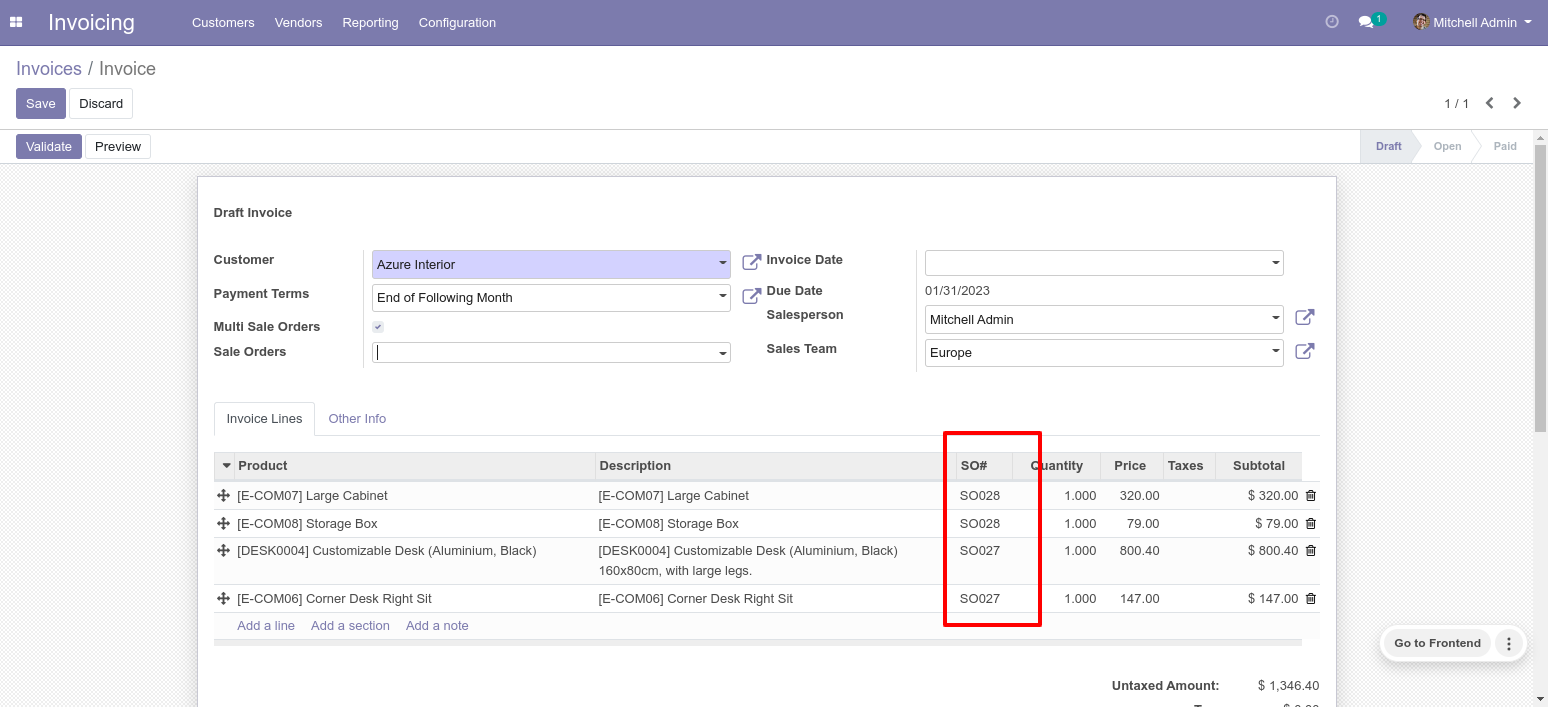 Invoicing Customers Vendors Reporting Configuration 1 Mitchell Admin
Invoices / Invoice
Save Discard 1 / 1
Validate Preview Draft Open Paid
Draft Invoice
Customer Azure Interior Invoice Date
Payment Terms End of Following Month Due Date 01/31/2023
Multi Sale Orders Salesperson Mitchell Admin
Sale Orders Sales Team Europe
Invoice Lines Other Info
Product Description SO# Quantity Price Taxes Subtotal
[E-COM07] Large Cabinet [E-COM07] Large Cabinet SO028 1.000 320.00 $ 320.00
[E-COM08] Storage Box [E-COM08] Storage Box SO028 1.000 79.00 $ 79.00
[DESK0004] Customizable Desk (Aluminium, Black) [DESK0004] Customizable Desk (Aluminium, Black) SO027 1.000 800.40 $ 800.40
160x80cm, with large legs.
[E-COM06] Corner Desk Right Sit [E-COM06] Corner Desk Right Sit SO027 1.000 147.00 $ 147.00
Add a line Add a section Add a note
Go to Frontend
Untaxed Amount: $ 1,346.40